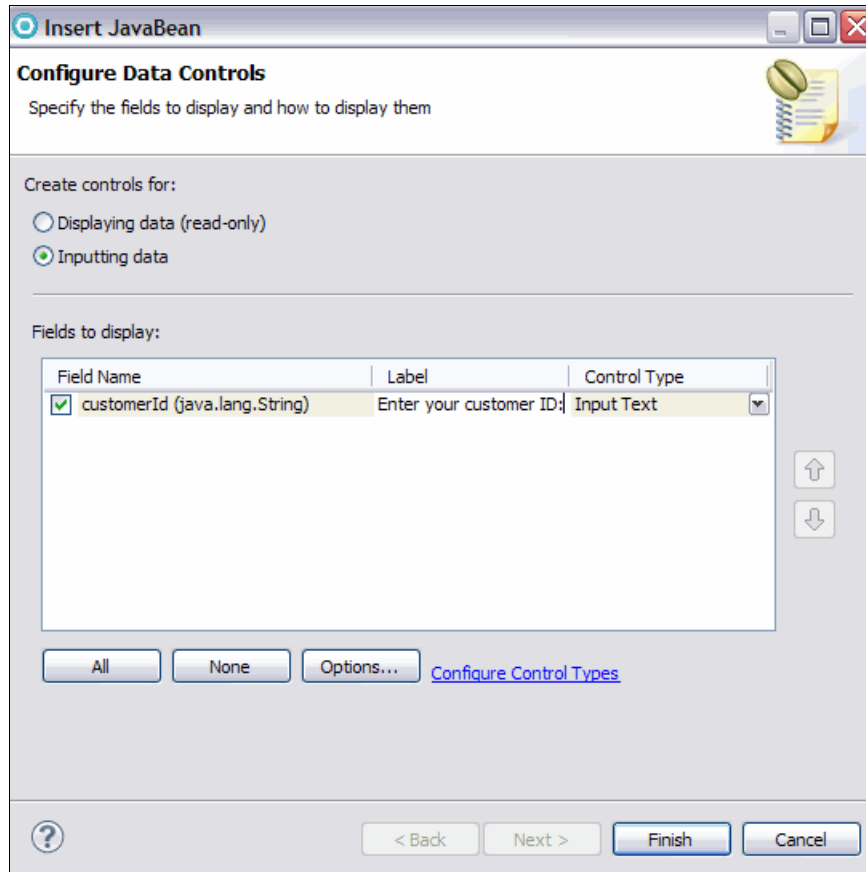 Insert JavaBean
Configure Data Controls
Specify the fields to display and how to display them
Create controls for:
Displaying data (read-only)
Inputting data
Fields to display:
Field Name Label Control Type
customerId (java.lang.String) Enter your customer ID: Input Text
All None Options... Configure Control Types
? < Back Next > Finish Cancel